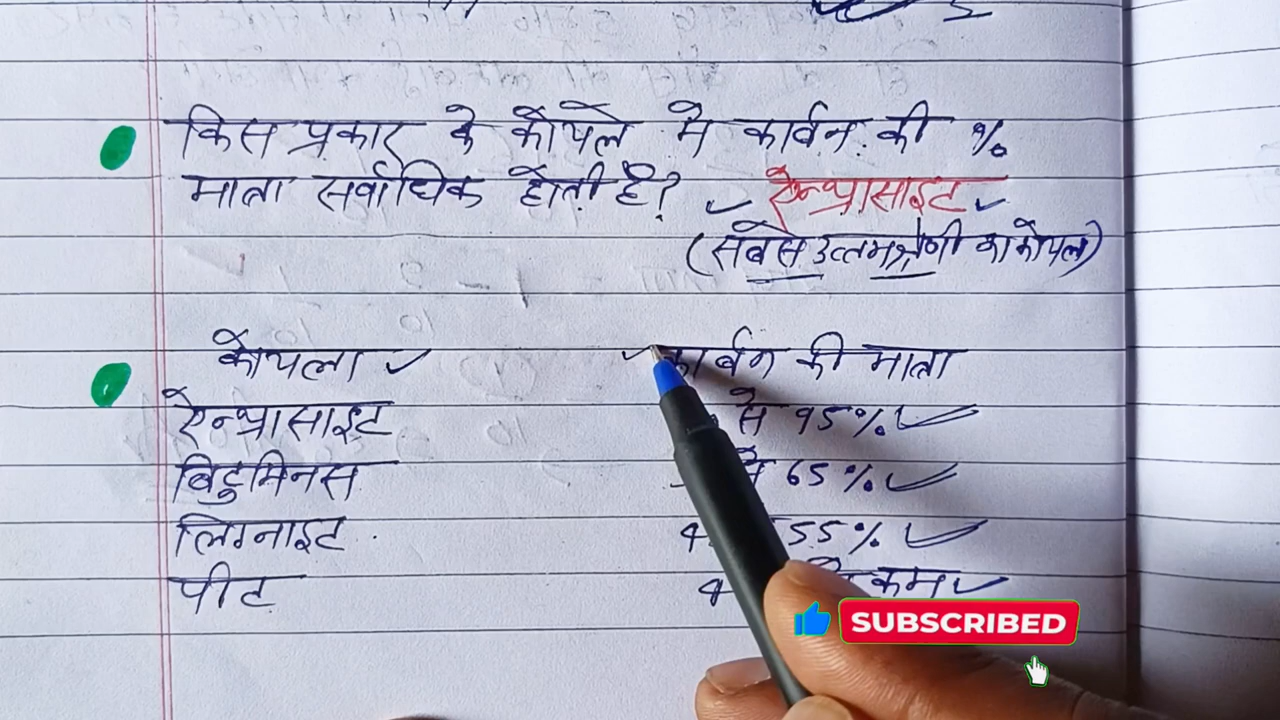 किस प्रकार के कोयले में कार्बन की %
मात्रा सर्वाधिक होती है? ऐन्थ्रासाइट
(सबसे उत्तम श्रेणी का कोयला)
कोयला कार्बन की मात्रा
ऐन्थ्रासाइट से 95%
बिटुमिनस से 65%
लिग्नाइट 55%
पीट कम
SUBSCRIBED